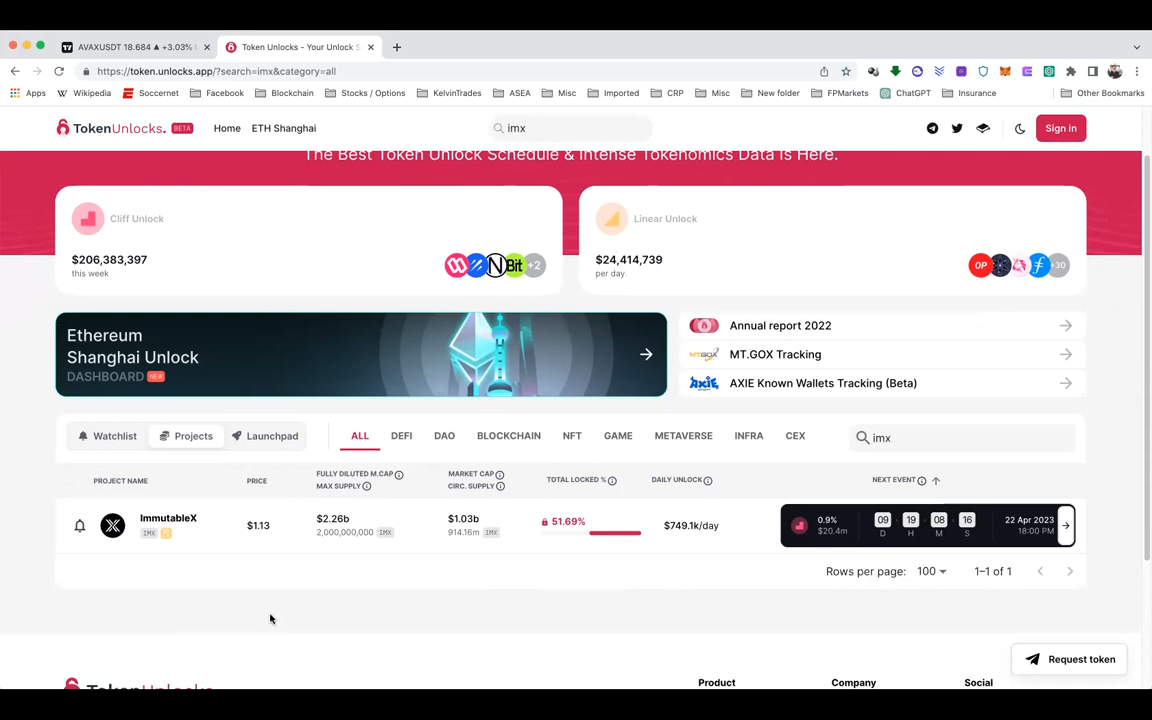 AVAXUSDT 18.684 ▲ +3.03%
Token Unlocks - Your Unlock S
https://token.unlocks.app/?search=imx&category=all
Apps Wikipedia Soccernet Facebook Blockchain Stocks / Options KelvinTrades ASEA Misc Imported CRP Misc New folder FPMarkets ChatGPT Insurance Other Bookmarks
TokenUnlocks. BETA Home ETH Shanghai imx Sign in
The Best Token Unlock Schedule & Intense Tokenomics Data Is Here.
Cliff Unlock
$206,383,397
this week
Bit +2
Linear Unlock
$24,414,739
per day
OP +30
Ethereum
Shanghai Unlock
DASHBOARD NEW
Annual report 2022
MT.GOX MT.GOX Tracking
AXIE AXIE Known Wallets Tracking (Beta)
Watchlist Projects Launchpad ALL DEFI DAO BLOCKCHAIN NFT GAME METAVERSE INFRA CEX imx
PROJECT NAME PRICE FULLY DILUTED M.CAP MAX SUPPLY MARKET CAP CIRC. SUPPLY TOTAL LOCKED % DAILY UNLOCK NEXT EVENT
ImmutableX
IMX
$1.13
$2.26b
2,000,000,000 IMX
$1.03b
914.16m IMX
51.69%
$749.1k/day
0.9%
$20.4m
09 19 08 16
D H M S
22 Apr 2023
18:00 PM
Rows per page: 100 1–1 of 1
Request token
TokenUnlocks.
Product Company Social